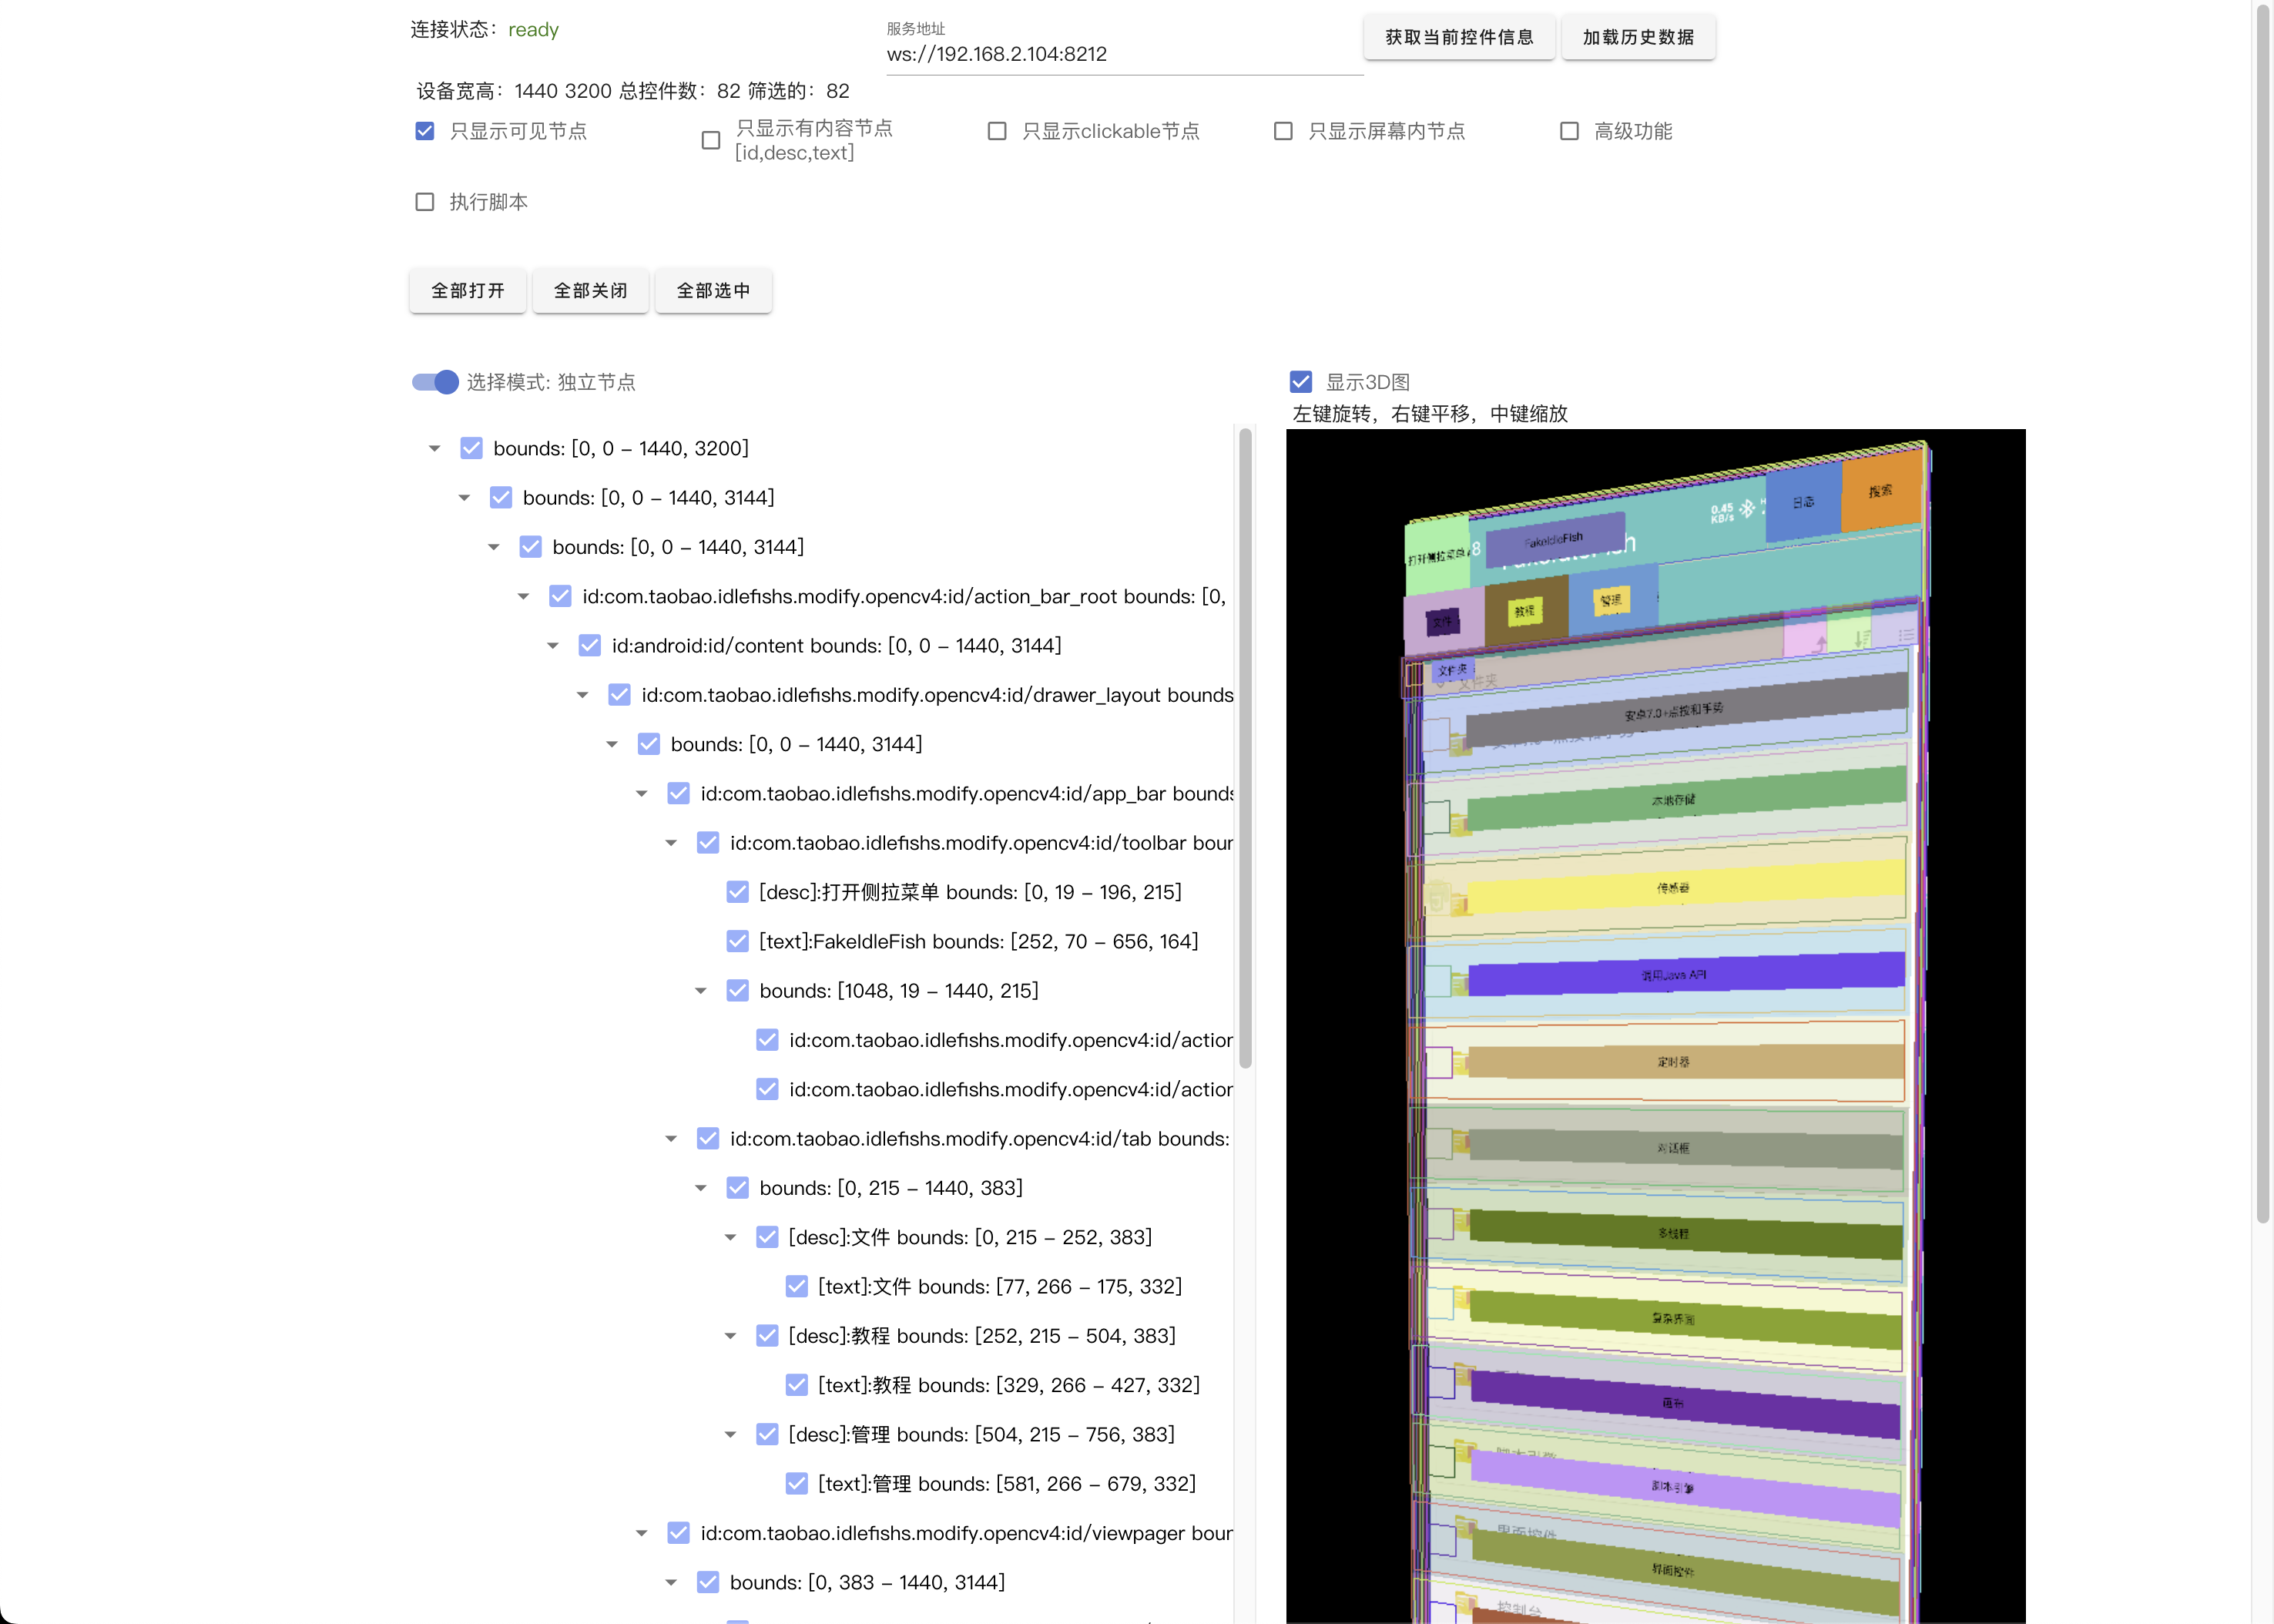 连接状态：ready
服务地址
ws://192.168.2.104:8212
获取当前控件信息
加载历史数据
设备宽高：1440 3200 总控件数：82 筛选的：82
只显示可见节点
只显示有内容节点
[id,desc,text]
只显示clickable节点
只显示屏幕内节点
高级功能
执行脚本
全部打开
全部关闭
全部选中
选择模式: 独立节点
显示3D图
左键旋转，右键平移，中键缩放
bounds: [0, 0 – 1440, 3200]
bounds: [0, 0 – 1440, 3144]
bounds: [0, 0 – 1440, 3144]
id:com.taobao.idlefishs.modify.opencv4:id/action_bar_root bounds: [0,
id:android:id/content bounds: [0, 0 – 1440, 3144]
id:com.taobao.idlefishs.modify.opencv4:id/drawer_layout bounds
bounds: [0, 0 – 1440, 3144]
id:com.taobao.idlefishs.modify.opencv4:id/app_bar bounds
id:com.taobao.idlefishs.modify.opencv4:id/toolbar boun
[desc]:打开侧拉菜单 bounds: [0, 19 – 196, 215]
[text]:FakeIdleFish bounds: [252, 70 – 656, 164]
bounds: [1048, 19 – 1440, 215]
id:com.taobao.idlefishs.modify.opencv4:id/action
id:com.taobao.idlefishs.modify.opencv4:id/action
id:com.taobao.idlefishs.modify.opencv4:id/tab bounds:
bounds: [0, 215 – 1440, 383]
[desc]:文件 bounds: [0, 215 – 252, 383]
[text]:文件 bounds: [77, 266 – 175, 332]
[desc]:教程 bounds: [252, 215 – 504, 383]
[text]:教程 bounds: [329, 266 – 427, 332]
[desc]:管理 bounds: [504, 215 – 756, 383]
[text]:管理 bounds: [581, 266 – 679, 332]
id:com.taobao.idlefishs.modify.opencv4:id/viewpager boun
bounds: [0, 383 – 1440, 3144]
搜索
日志
0.45
KB/s
FakeIdleFish
打开侧拉菜单
8
管理
教程
文件
文件夹
文件夹
安卓7.0+点按和手势
本地存储
传感器
调用Java API
定时器
对话框
多线程
复杂界面
画布
脚本引擎
脚本引擎
界面控件
界面控件
控制台